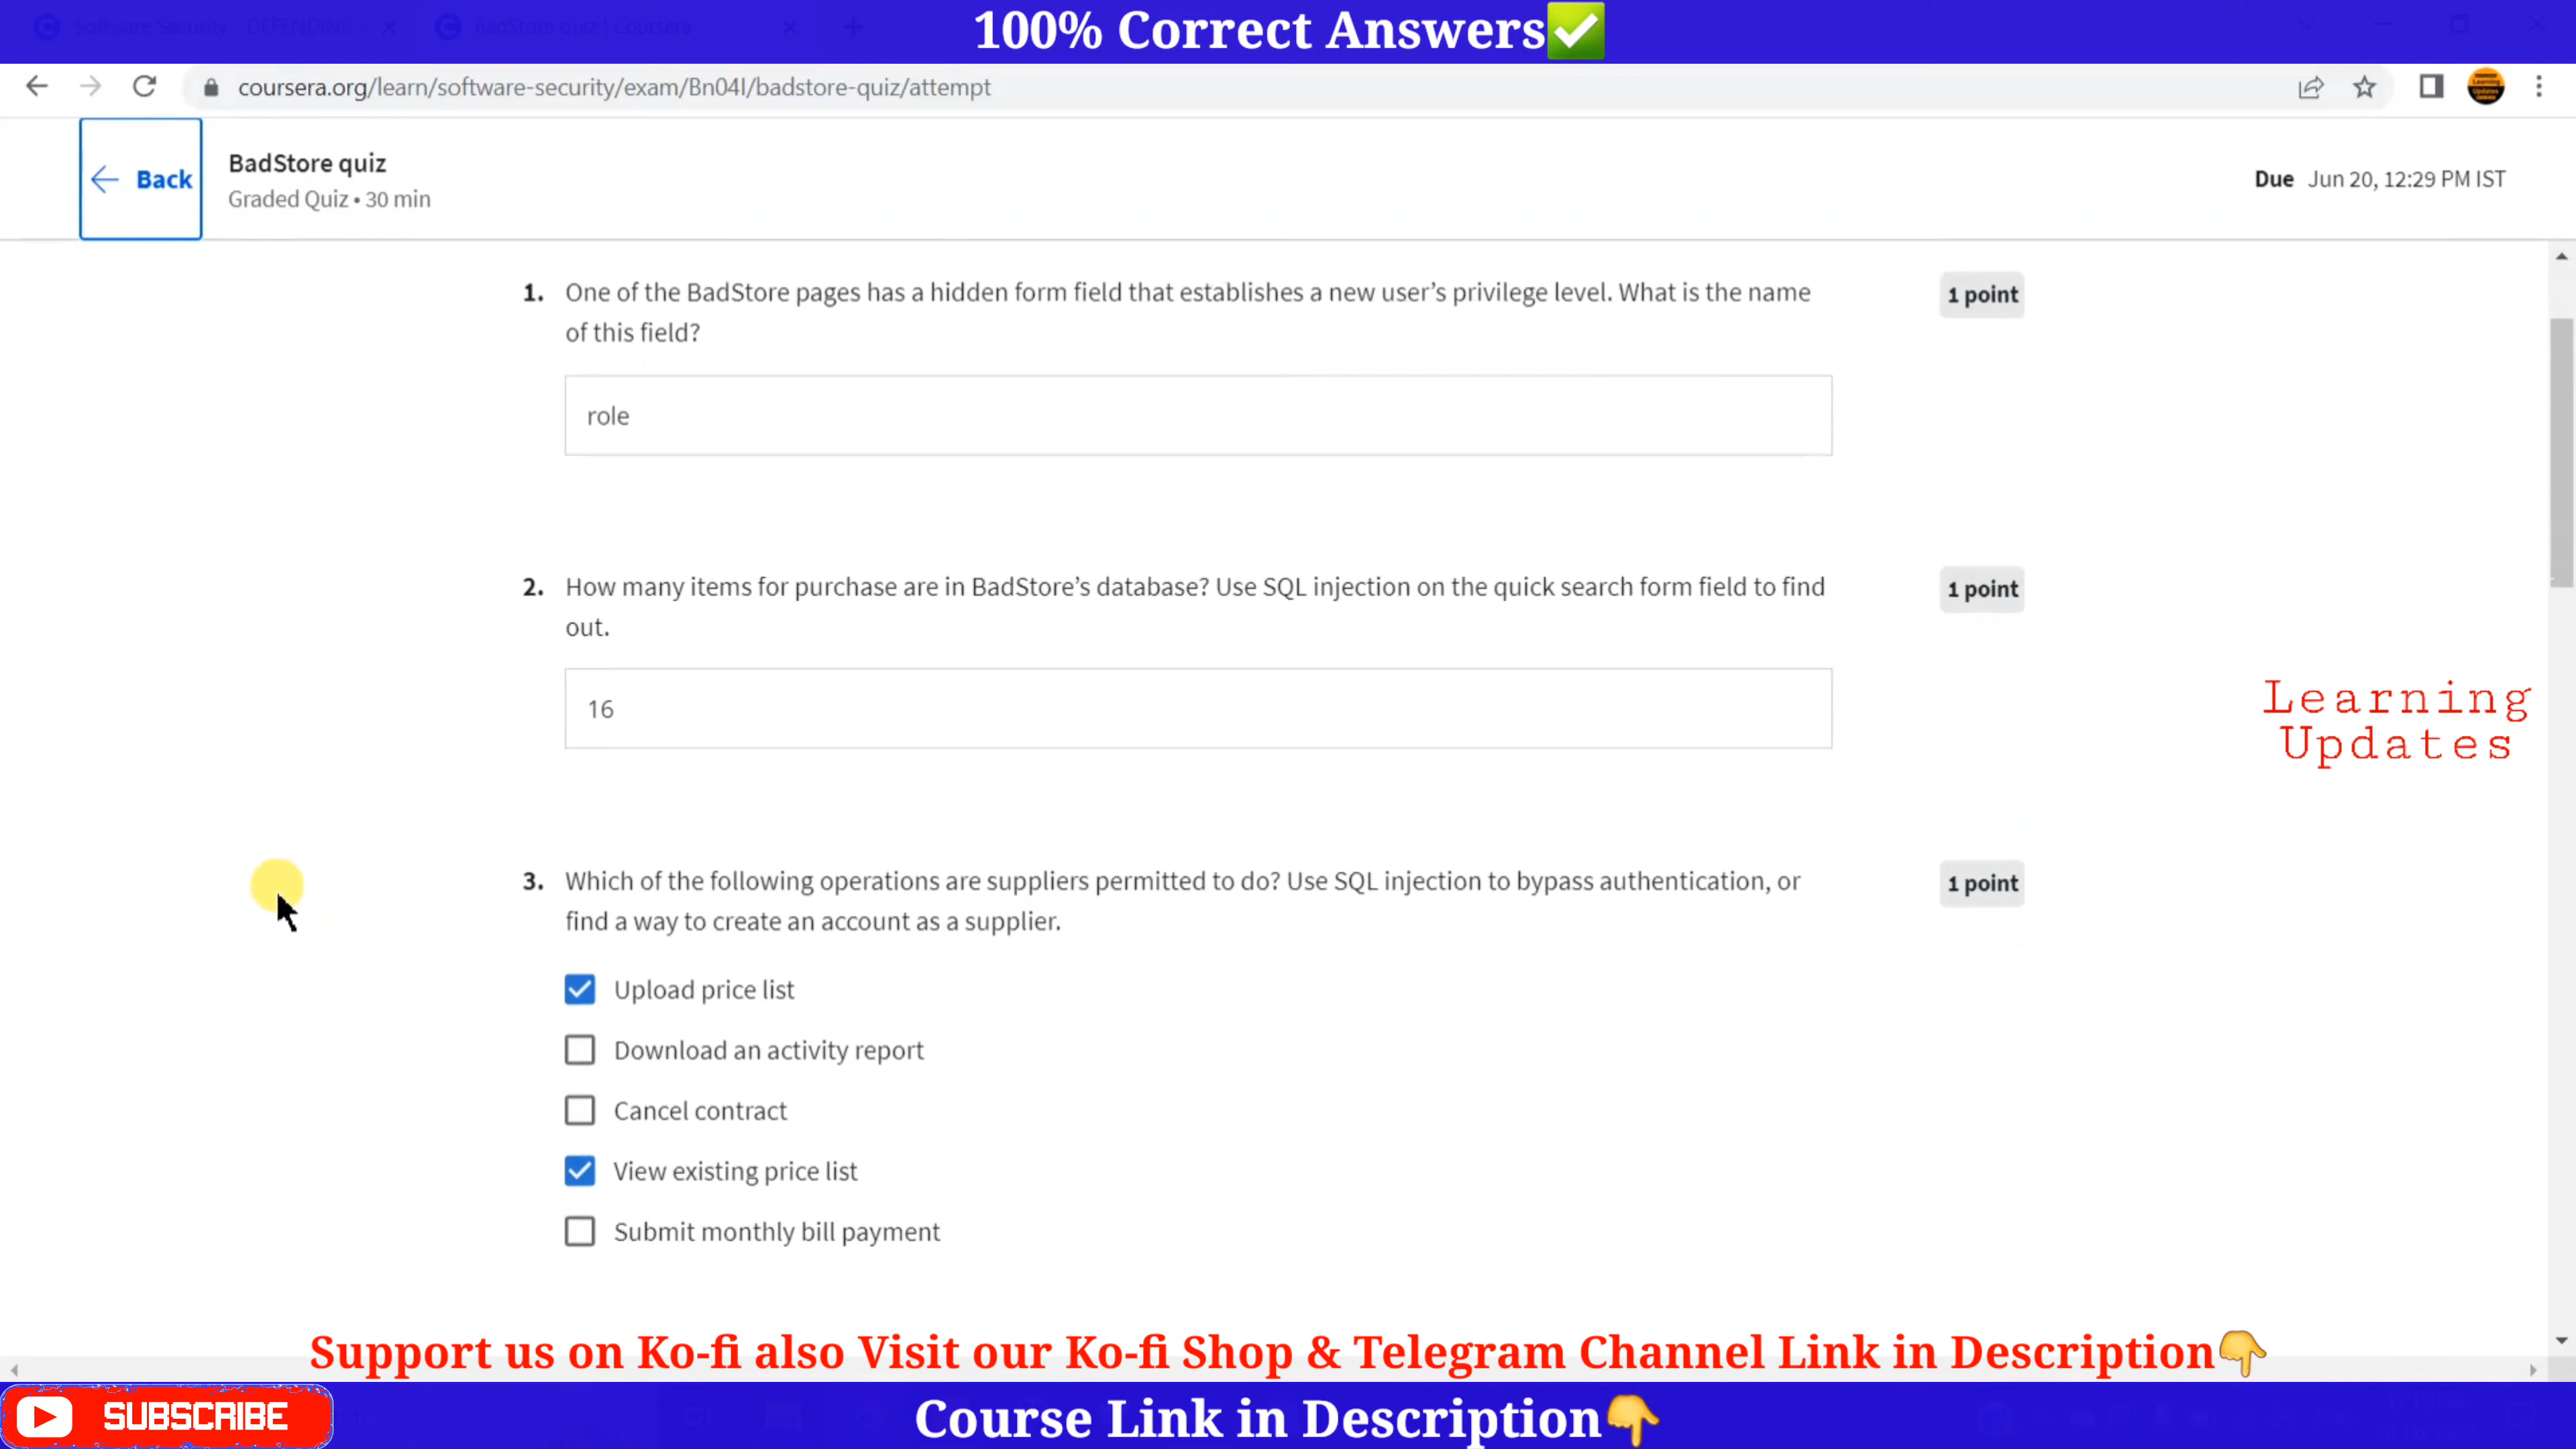 Software Security - DEFENDING
BadStore quiz | Coursera
100% Correct Answers✅
coursera.org/learn/software-security/exam/Bn04I/badstore-quiz/attempt
Back
BadStore quiz
Graded Quiz • 30 min
Due Jun 20, 12:29 PM IST
1. One of the BadStore pages has a hidden form field that establishes a new user’s privilege level. What is the name
of this field?
1 point
role
2. How many items for purchase are in BadStore’s database? Use SQL injection on the quick search form field to find
out.
1 point
16
Learning
Updates
3. Which of the following operations are suppliers permitted to do? Use SQL injection to bypass authentication, or
find a way to create an account as a supplier.
1 point
Upload price list
Download an activity report
Cancel contract
View existing price list
Submit monthly bill payment
Support us on Ko-fi also Visit our Ko-fi Shop & Telegram Channel Link in Description👇
SUBSCRIBE
Course Link in Description👇